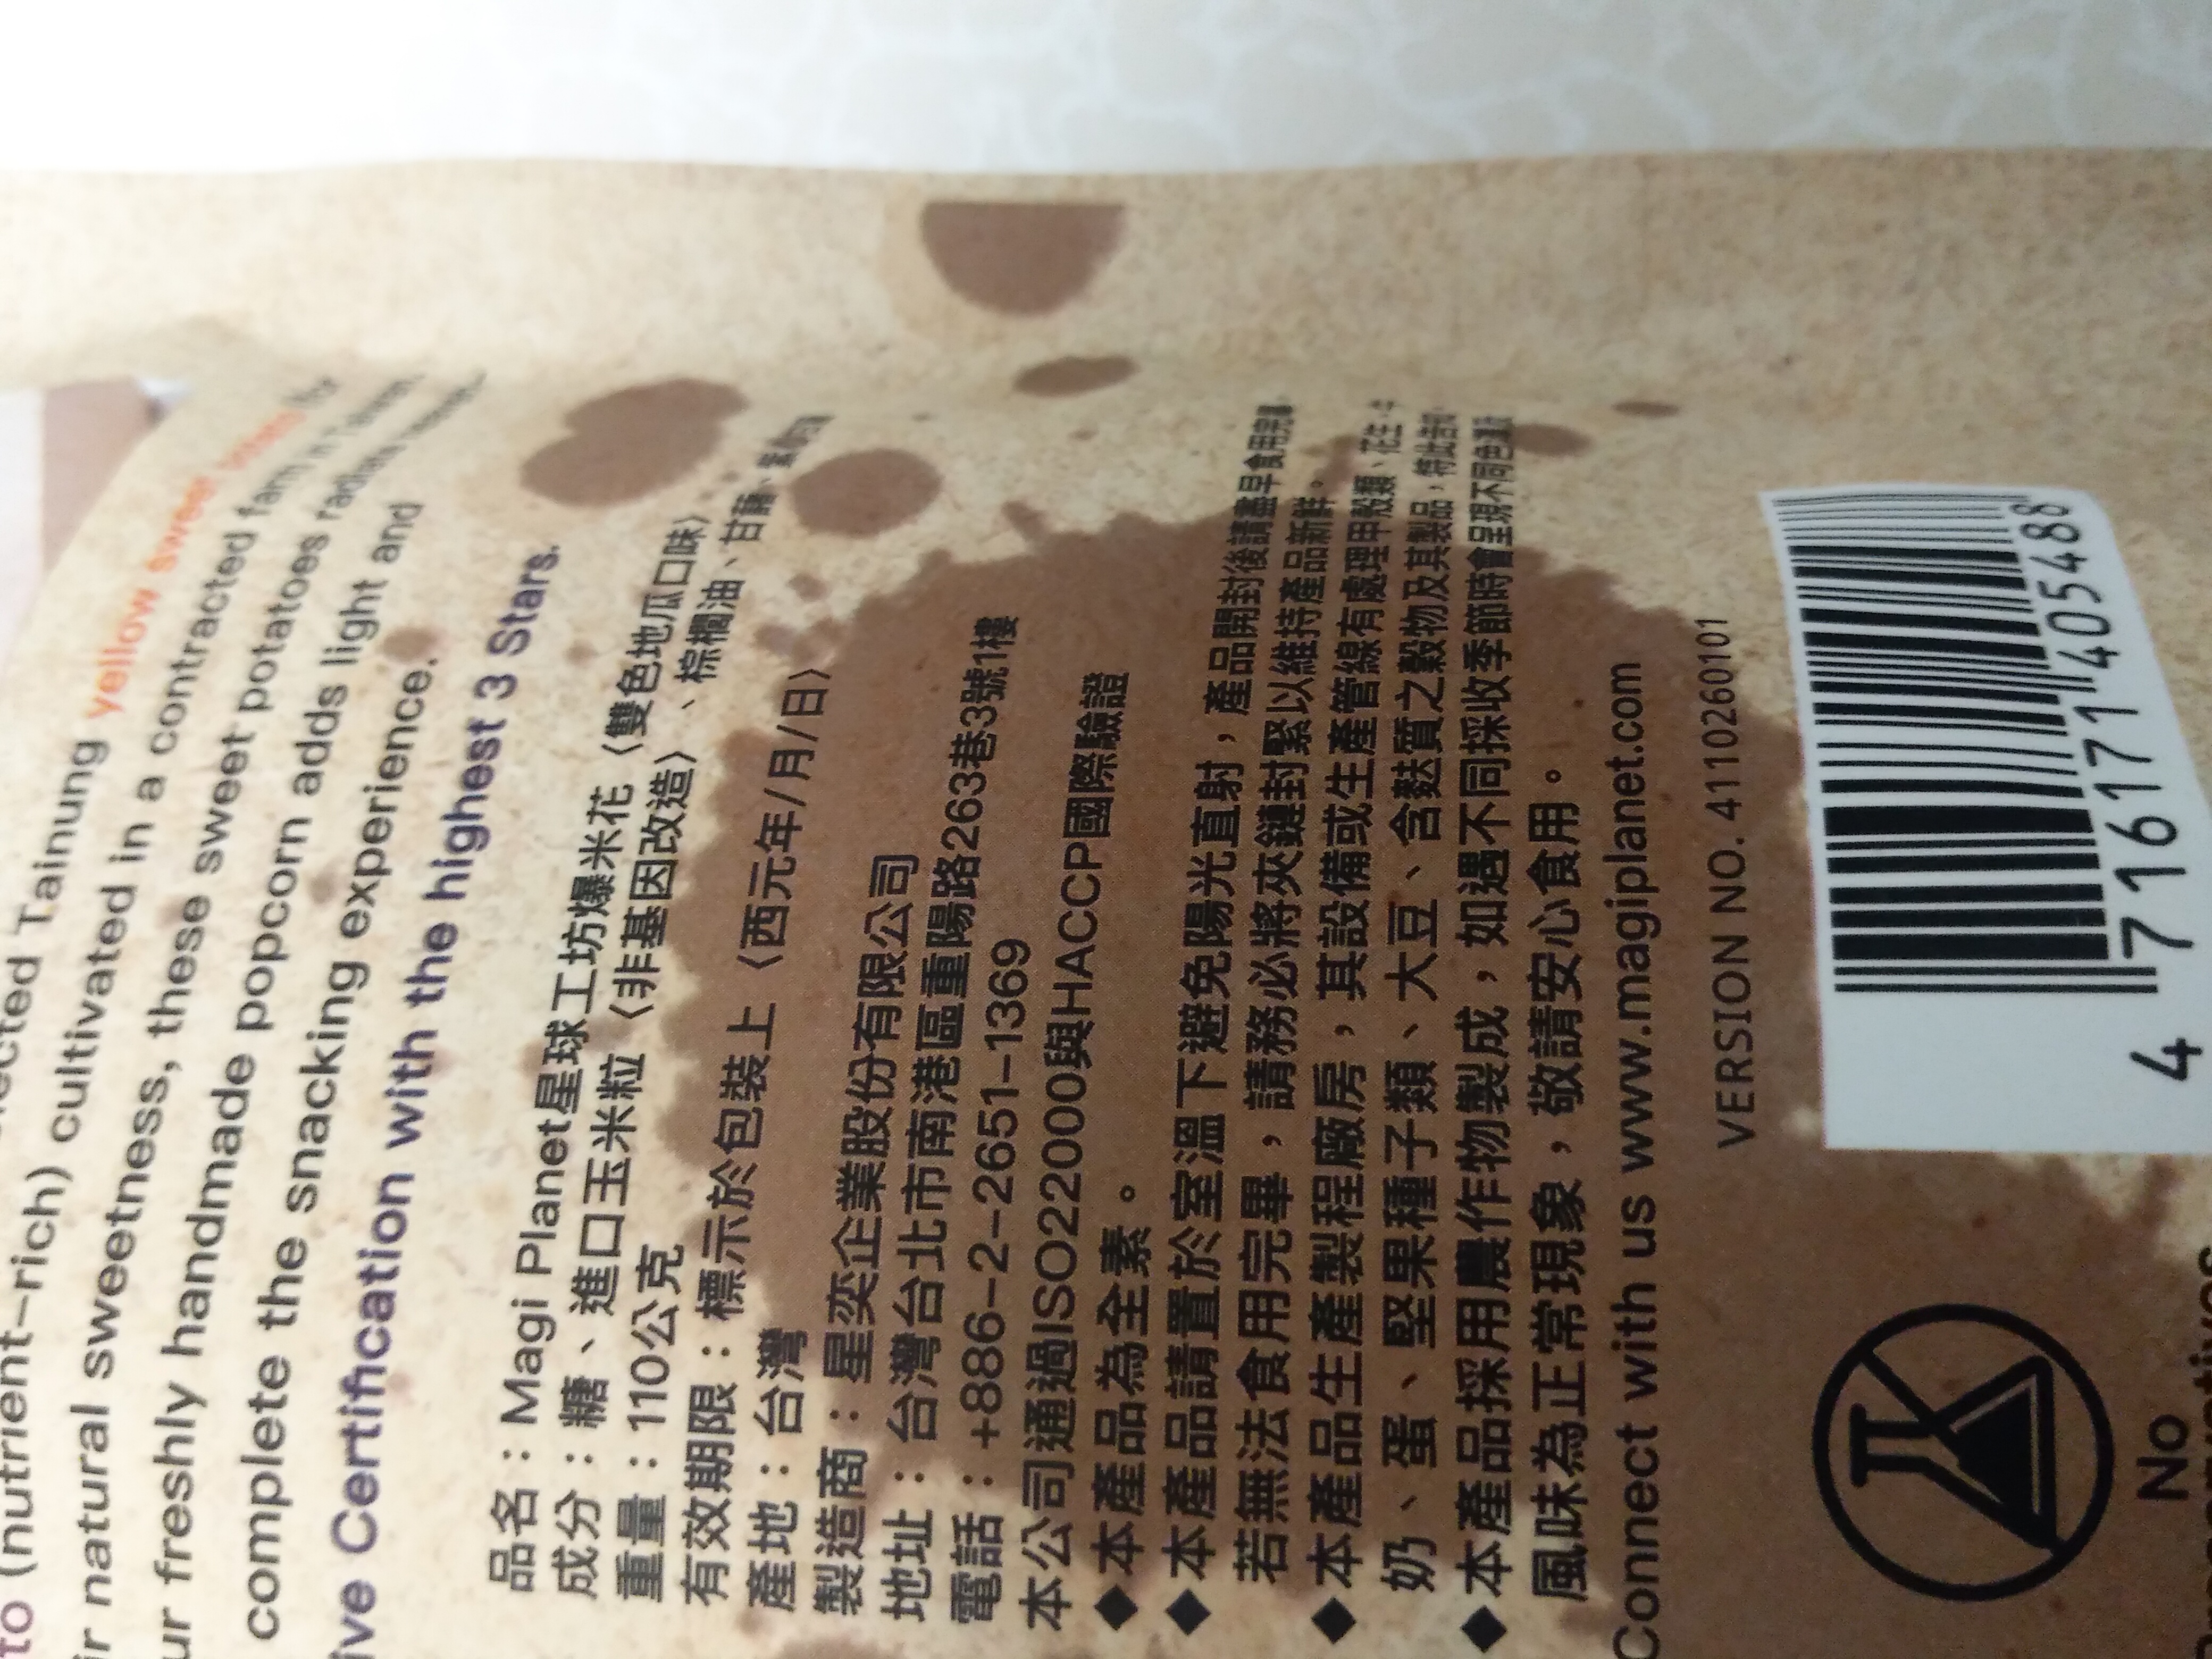 Tainung yellow sweet
to (nutrient-rich) cultivated in a contracted farm in
ir natural sweetness, these sweet potatoes
ur freshly handmade popcorn adds light and
complete the snacking experience.
ive Certification with the highest 3 Stars.
品名：Magi Planet星球工坊爆米花〈雙色地瓜口味〉
成分：糖、進口玉米粒〈非基因改造〉、棕櫚油、甘藷、
重量：110公克
有效期限：標示於包裝上〈西元年/月/日〉
產地：台灣
製造商：星奕企業股份有限公司
地址：台灣台北市南港區重陽路263巷3號1樓
電話：+886-2-2651-1369
本公司通過ISO22000與HACCP國際驗證
◆本產品為全素。
◆本產品請置於室溫下避免陽光直射，產品開封後請盡早食用完畢，
若無法食用完畢，請務必將夾鏈封緊以維持產品新鮮。
◆本產品生產製程廠房，其設備或生產管線有處理甲殼類、花生、牛
奶、蛋、堅果種子類、大豆、含麩質之穀物及其製品，特此告知。
◆本產品採用農作物製成，如遇不同採收季節時會呈現不同色澤
風味為正常現象，敬請安心食用。
Connect with us www.magiplanet.com
VERSION NO. 4110260101
4 716171 405488
No